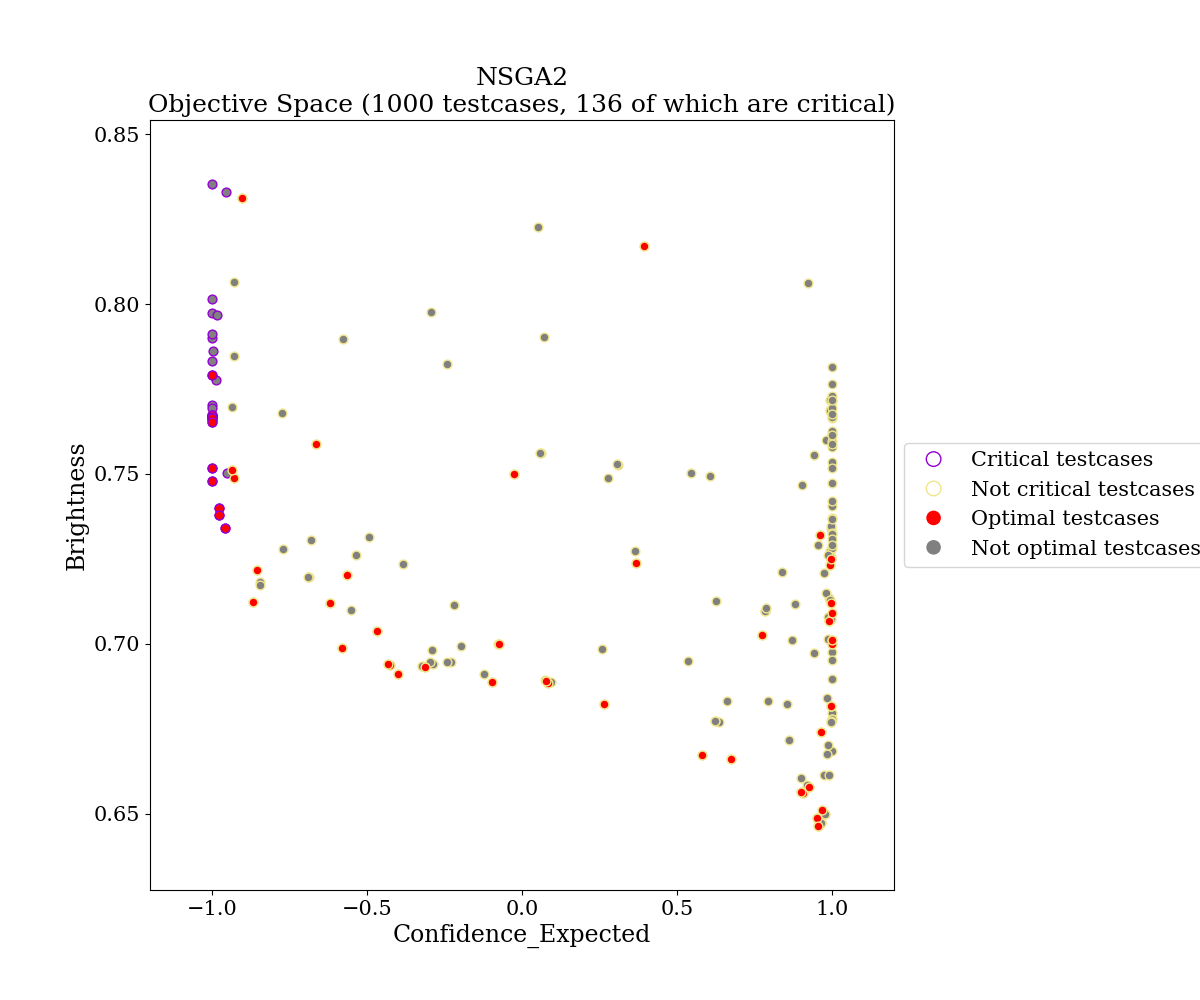 NSGA2
Objective Space (1000 testcases, 136 of which are critical)
0.85
0.80
0.75
0.70
0.65
Brightness
−1.0
−0.5
0.0
0.5
1.0
Confidence_Expected
Critical testcases
Not critical testcases
Optimal testcases
Not optimal testcases